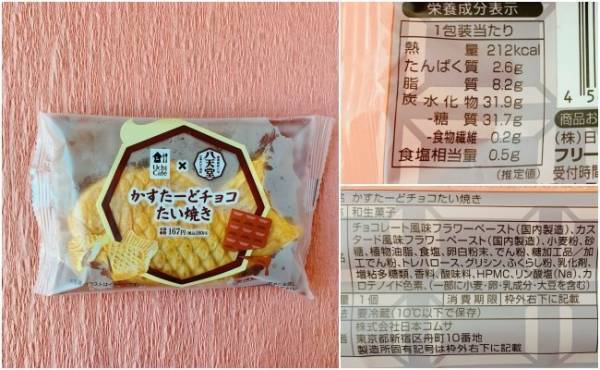 Uchi Café
×
八天堂
かすたーどチョコ
たい焼き
167円
栄養成分表示
1包装当たり
熱量 212kcal
たんぱく質 2.6g
脂質 8.2g
炭水化物 31.9g
-糖質 31.7g
-食物繊維 0.2g
食塩相当量 0.5g
(推定値)
45
商品お
(株)日
フリー
受付時間
かすたーどチョコたい焼き
和生菓子
チョコレート風味フラワーペースト(国内製造)、カス
タード風味フラワーペースト(国内製造)、小麦粉、砂
糖、植物油脂、食塩、卵白粉末、でん粉、糖加工品/加
工でん粉、トレハロース、グリシン、ふくらし粉、乳化剤、
増粘多糖類、香料、酸味料、HPMC、リン酸塩(Na)、カ
ロテノイド色素、(一部に小麦・卵・乳成分・大豆を含む)
1個 消費期限 枠外右下に記載
要冷蔵(10℃以下で保存)
株式会社日本コムサ
東京都新宿区舟町10番地
製造所固有記号は枠外右下に記載